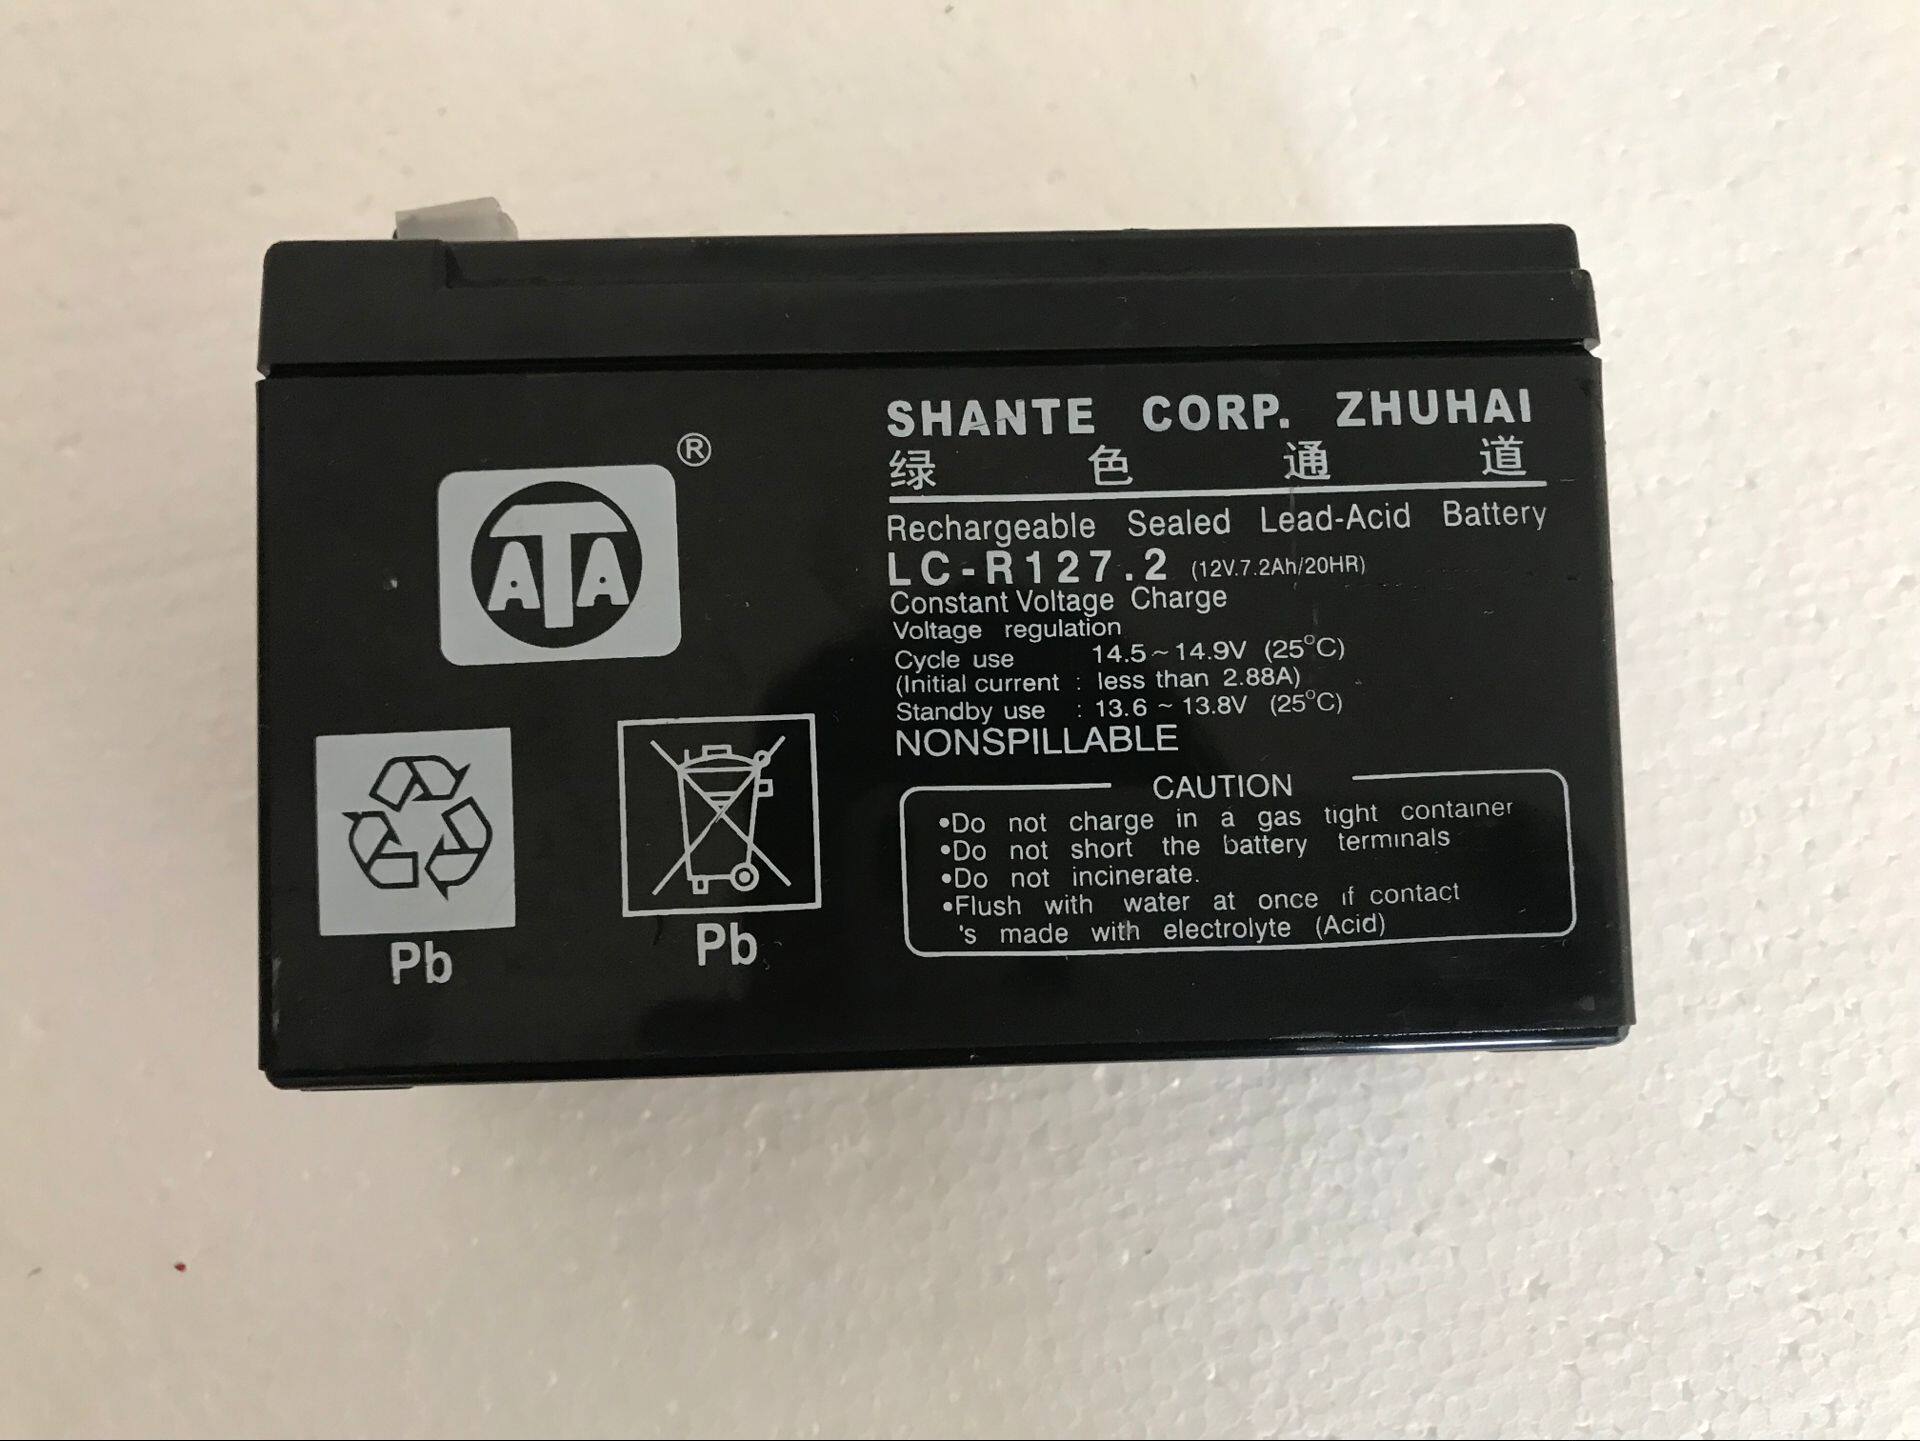 ATA®
Pb
Pb
SHANTE CORP. ZHUHAI
绿色通道
Rechargeable Sealed Lead-Acid Battery
LC-R127.2 (12V.7.2Ah/20HR)
Constant Voltage Charge
Voltage regulation
Cycle use 14.5~14.9V (25°C)
(Initial current : less than 2.88A)
Standby use : 13.6 ~ 13.8V (25°C)
NONSPILLABLE
CAUTION
•Do not charge in a gas tight container
•Do not short the battery terminals
•Do not incinerate.
•Flush with water at once if contact
's made with electrolyte (Acid)